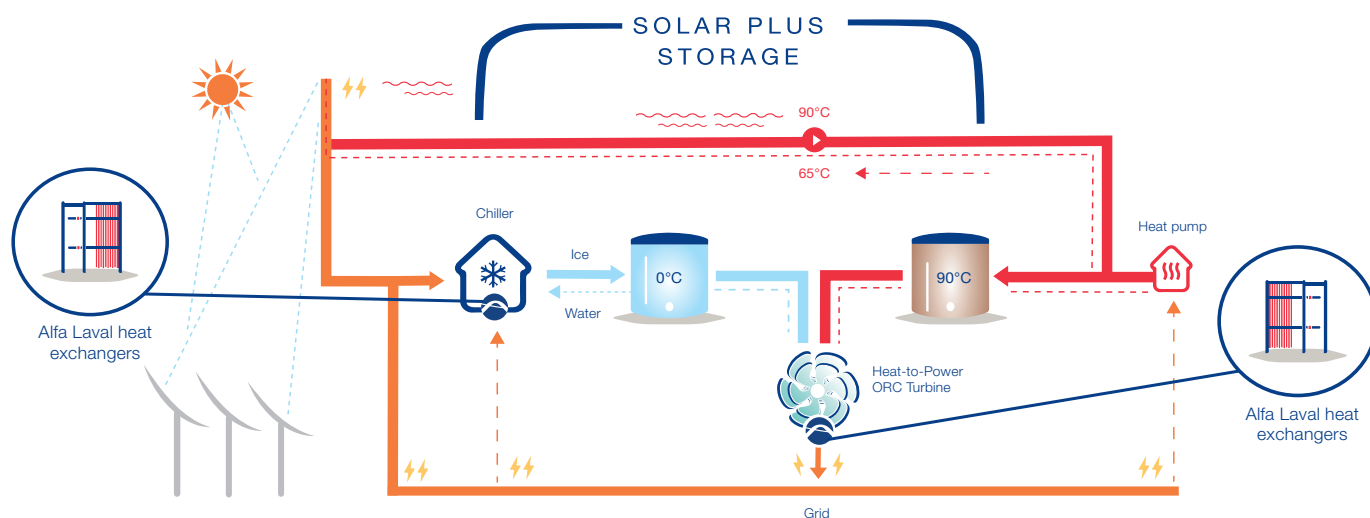 SOLAR PLUS
STORAGE
90°C
65°C
Chiller
Heat pump
Ice
0°C
90°C
Water
Alfa Laval heat
exchangers
Heat-to-Power
ORC Turbine
Alfa Laval heat
exchangers
Grid